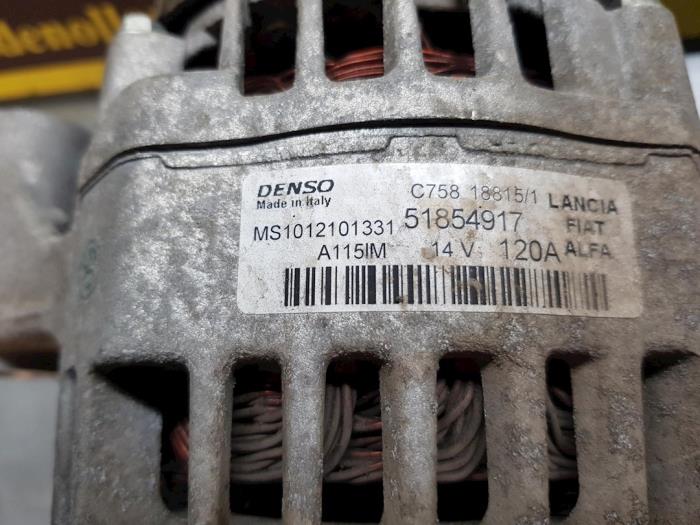 DENSO
Made in Italy
C758 18815/1
LANCIA
FIAT
ALFA
MS1012101331
51854917
A115IM
14 V
120A